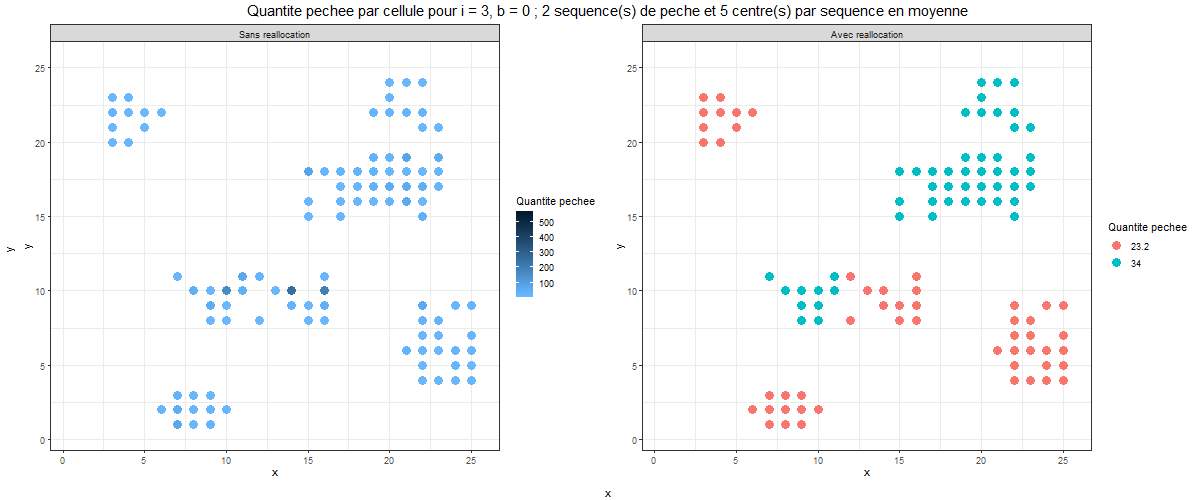 Quantite pechee par cellule pour i = 3, b = 0 ; 2 sequence(s) de peche et 5 centre(s) par sequence en moyenne
Sans reallocation
25
20
15
10
5
0
y
y
0 5 10 15 20 25
x
Quantite pechee
500
400
300
200
100
Avec reallocation
25
20
15
10
5
0
y
0 5 10 15 20 25
x
Quantite pechee
23.2
34
x